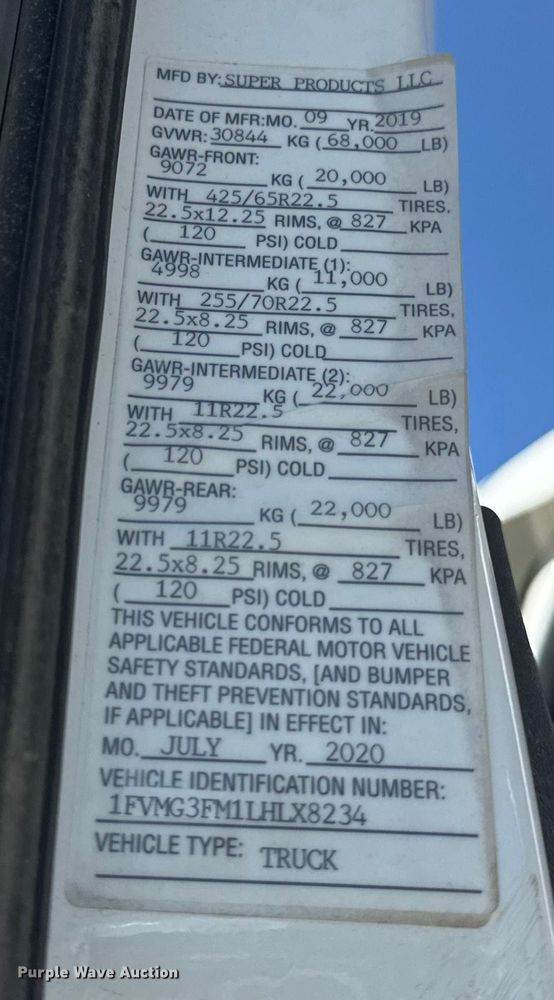 MFD BY: SUPER PRODUCTS LLC
DATE OF MFR: MO. 09 YR. 2019
GVWR: 30844 KG ( 68,000 LB)
GAWR-FRONT:
9072 KG ( 20,000 LB)
WITH 425/65R22.5 TIRES,
22.5x12.25 RIMS, @ 827 KPA
( 120 PSI) COLD
GAWR-INTERMEDIATE (1):
4998 KG ( 11,000 LB)
WITH 255/70R22.5 TIRES,
22.5x8.25 RIMS, @ 827 KPA
( 120 PSI) COLD
GAWR-INTERMEDIATE (2):
9979 KG ( 22,000 LB)
WITH 11R22.5 TIRES,
22.5x8.25 RIMS, @ 827 KPA
( 120 PSI) COLD
GAWR-REAR:
9979 KG ( 22,000 LB)
WITH 11R22.5 TIRES,
22.5x8.25 RIMS, @ 827 KPA
( 120 PSI) COLD
THIS VEHICLE CONFORMS TO ALL
APPLICABLE FEDERAL MOTOR VEHICLE
SAFETY STANDARDS, [AND BUMPER
AND THEFT PREVENTION STANDARDS,
IF APPLICABLE] IN EFFECT IN:
MO. JULY YR. 2020
VEHICLE IDENTIFICATION NUMBER:
1FVMG3FM1LHLX8234
VEHICLE TYPE: TRUCK
Purple Wave Auction